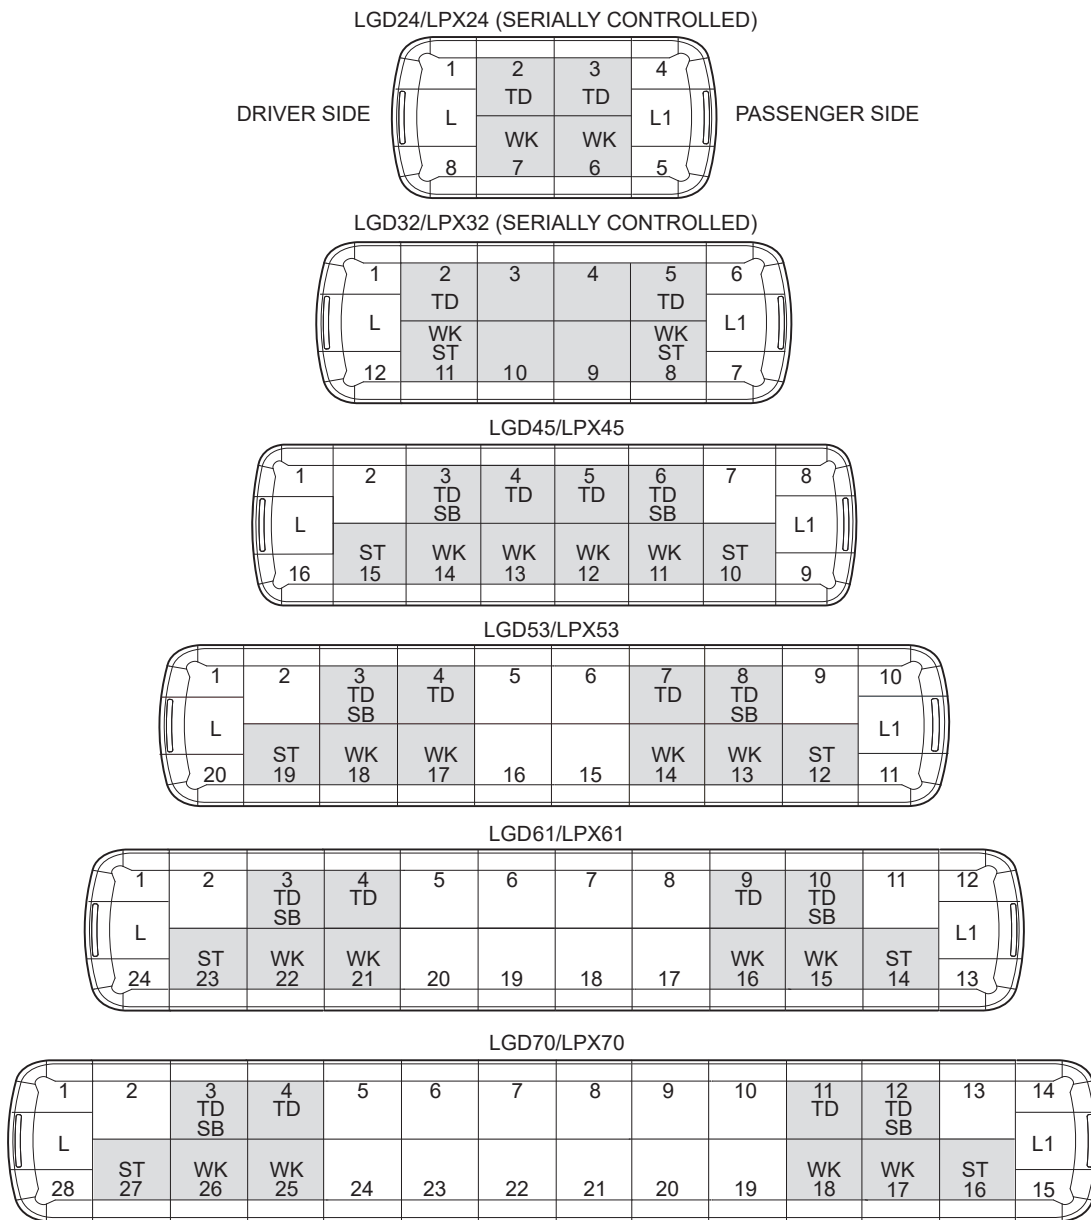 LGD24/LPX24 (SERIALLY CONTROLLED)
1 2 3 4
TD TD
DRIVER SIDE L L1 PASSENGER SIDE
WK WK
8 7 6 5
LGD32/LPX32 (SERIALLY CONTROLLED)
1 2 3 4 5 6
TD TD
L L1
WK WK
ST ST
12 11 10 9 8 7
LGD45/LPX45
1 2 3 4 5 6 7 8
TD TD TD TD
SB SB
L L1
ST WK WK WK WK ST
16 15 14 13 12 11 10 9
LGD53/LPX53
1 2 3 4 5 6 7 8 9 10
TD TD TD TD
SB SB
L L1
ST WK WK WK WK ST
20 19 18 17 16 15 14 13 12 11
LGD61/LPX61
1 2 3 4 5 6 7 8 9 10 11 12
TD TD TD TD
SB SB
L L1
ST WK WK WK WK ST
24 23 22 21 20 19 18 17 16 15 14 13
LGD70/LPX70
1 2 3 4 5 6 7 8 9 10 11 12 13 14
TD TD TD TD
SB SB
L L1
ST WK WK WK WK ST
28 27 26 25 24 23 22 21 20 19 18 17 16 15